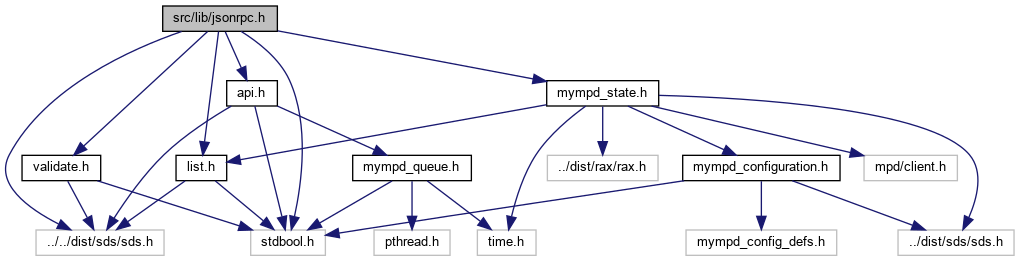 src/lib/jsonrpc.h
api.h
mympd_state.h
validate.h
list.h
mympd_queue.h
../dist/rax/rax.h
mympd_configuration.h
mpd/client.h
../../dist/sds/sds.h
stdbool.h
pthread.h
time.h
mympd_config_defs.h
../dist/sds/sds.h